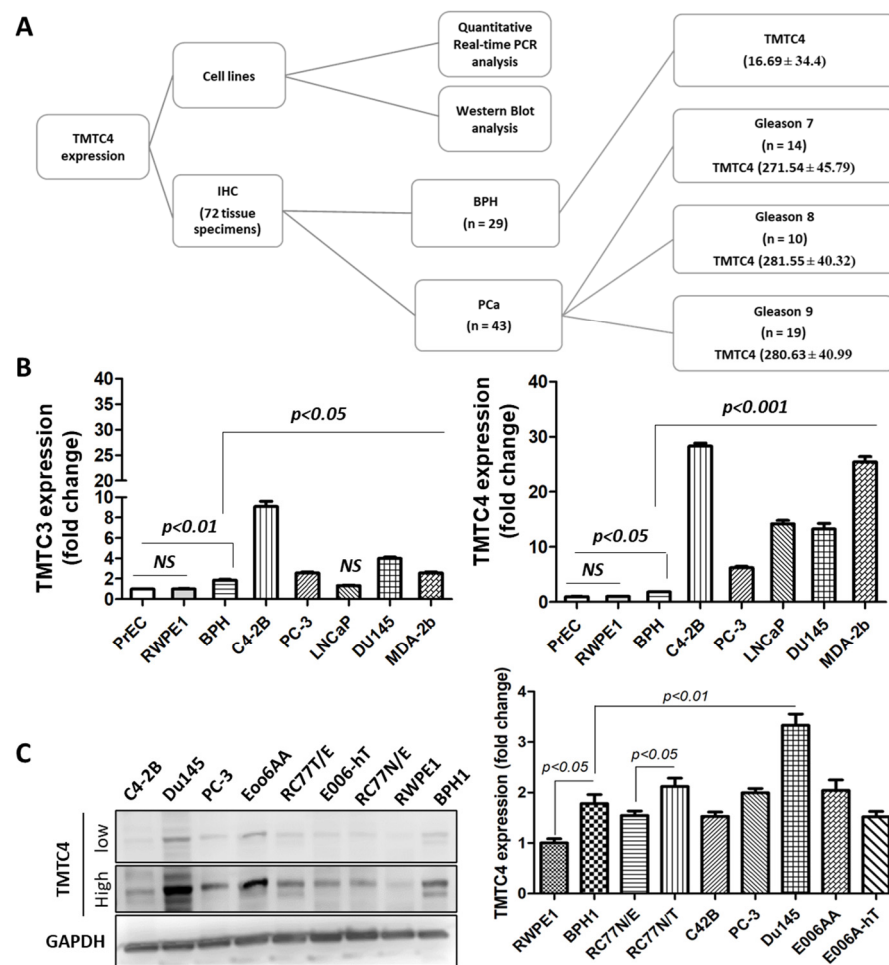 A
TMTC4
expression
Cell lines
IHC
(72 tissue
specimens)
Quantitative
Real-time PCR
analysis
Western Blot
analysis
BPH
(n = 29)
PCa
(n = 43)
TMTC4
(16.69 ± 34.4)
Gleason 7
(n = 14)
TMTC4 (271.54 ± 45.79)
Gleason 8
(n = 10)
TMTC4 (281.55 ± 40.32)
Gleason 9
(n = 19)
TMTC4 (280.63 ± 40.99
B
TMTC3 expression
(fold change)
40
35
30
25
20
10
8
6
4
2
0
p<0.05
p<0.01
NS
NS
PrEC
RWPE1
BPH
C4-2B
PC-3
LNCaP
DU145
MDA-2b
TMTC4 expression
(fold change)
40
30
20
10
0
p<0.001
p<0.05
NS
PrEC
RWPE1
BPH
C4-2B
PC-3
LNCaP
DU145
MDA-2b
C
C4-2B
Du145
PC-3
Eoo6AA
RC77T/E
E006-hT
RC77N/E
RWPE1
BPH1
TMTC4
low
High
GAPDH
TMTC4 expression (fold change)
4
3
2
1
0
p<0.01
p<0.05
p<0.05
RWPE1
BPH1
RC77N/E
RC77N/T
C42B
PC-3
Du145
E006AA
E006A-hT